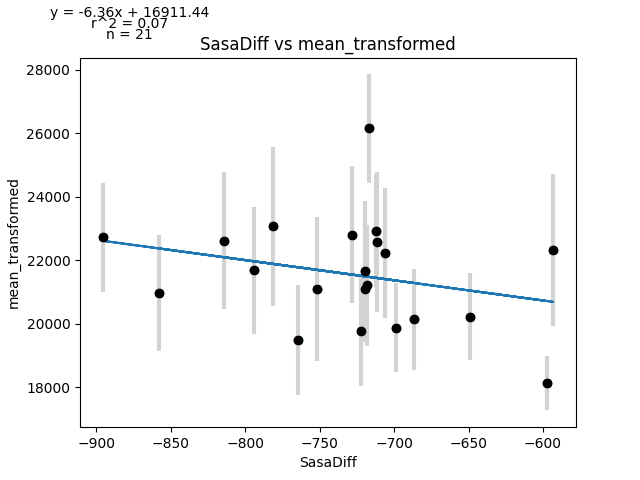 y = -6.36x + 16911.44
r^2 = 0.07
n = 21
SasaDiff vs mean_transformed
28000
26000
24000
22000
20000
18000
mean_transformed
−900
−850
−800
−750
−700
−650
−600
SasaDiff